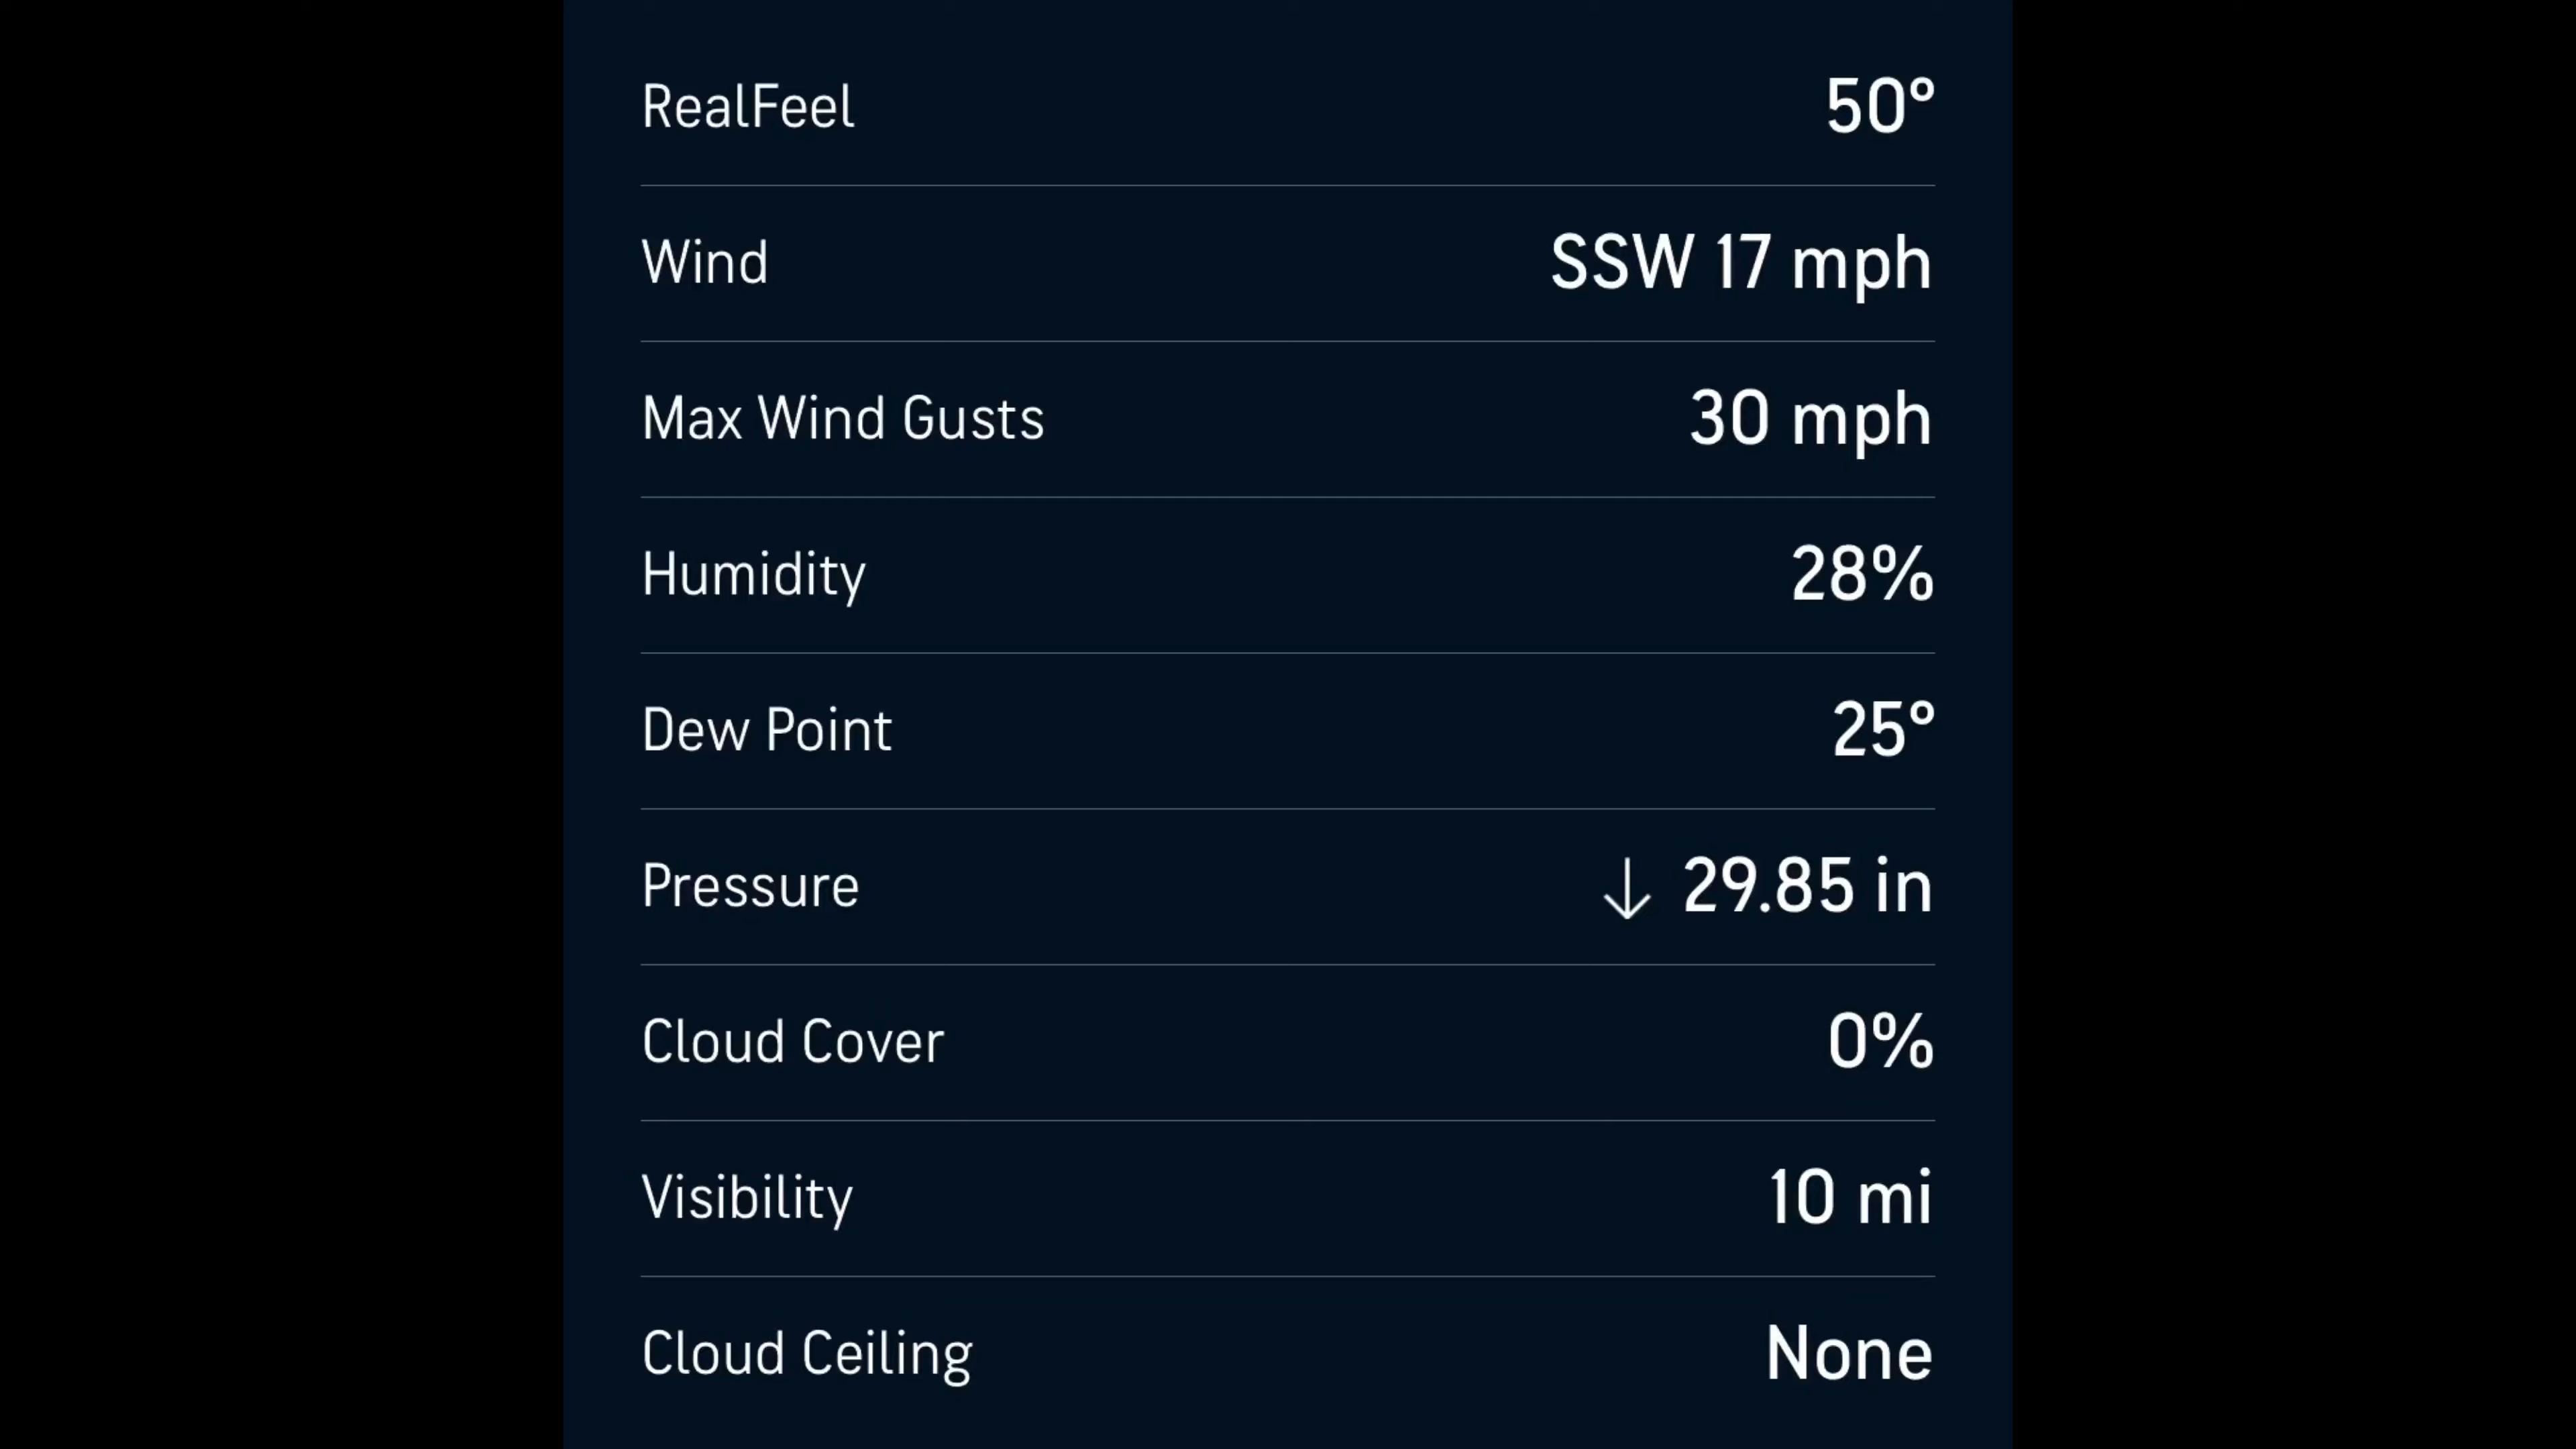 RealFeel 50°
Wind SSW 17 mph
Max Wind Gusts 30 mph
Humidity 28%
Dew Point 25°
Pressure ↓ 29.85 in
Cloud Cover 0%
Visibility 10 mi
Cloud Ceiling None